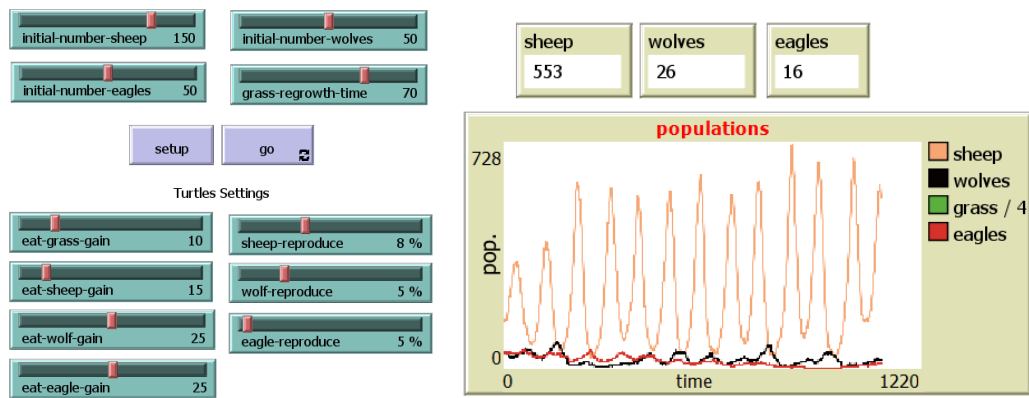 initial-number-sheep 150
initial-number-wolves 50
initial-number-eagles 50
grass-regrowth-time 70
setup
go
Turtles Settings
eat-grass-gain 10
sheep-reproduce 8 %
eat-sheep-gain 15
wolf-reproduce 5 %
eat-wolf-gain 25
eagle-reproduce 5 %
eat-eagle-gain 25
sheep
553
wolves
26
eagles
16
populations
728
pop.
0
0
time
1220
sheep
wolves
grass / 4
eagles